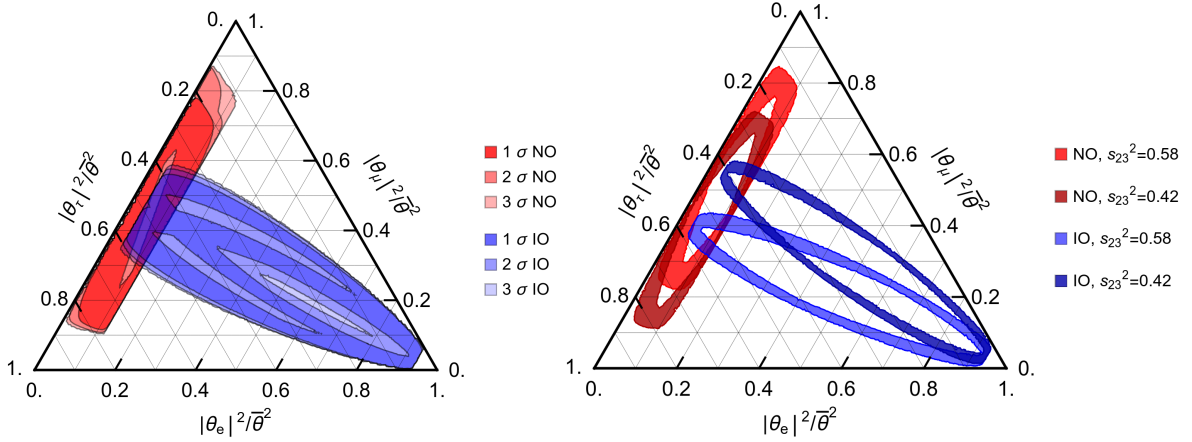 0. 1.
0.2 0.8
0.4 0.6
0.6 0.4
0.8 0.2
1. 0.
0. 0.2 0.4 0.6 0.8 1.
|θτ|²/θ̅²
|θμ|²/θ̅²
|θe|²/θ̅²
1 σ NO
2 σ NO
3 σ NO
1 σ IO
2 σ IO
3 σ IO
0. 1.
0.2 0.8
0.4 0.6
0.6 0.4
0.8 0.2
1. 0.
0. 0.2 0.4 0.6 0.8 1.
|θτ|²/θ̅²
|θμ|²/θ̅²
|θe|²/θ̅²
NO, s23²=0.58
NO, s23²=0.42
IO, s23²=0.58
IO, s23²=0.42